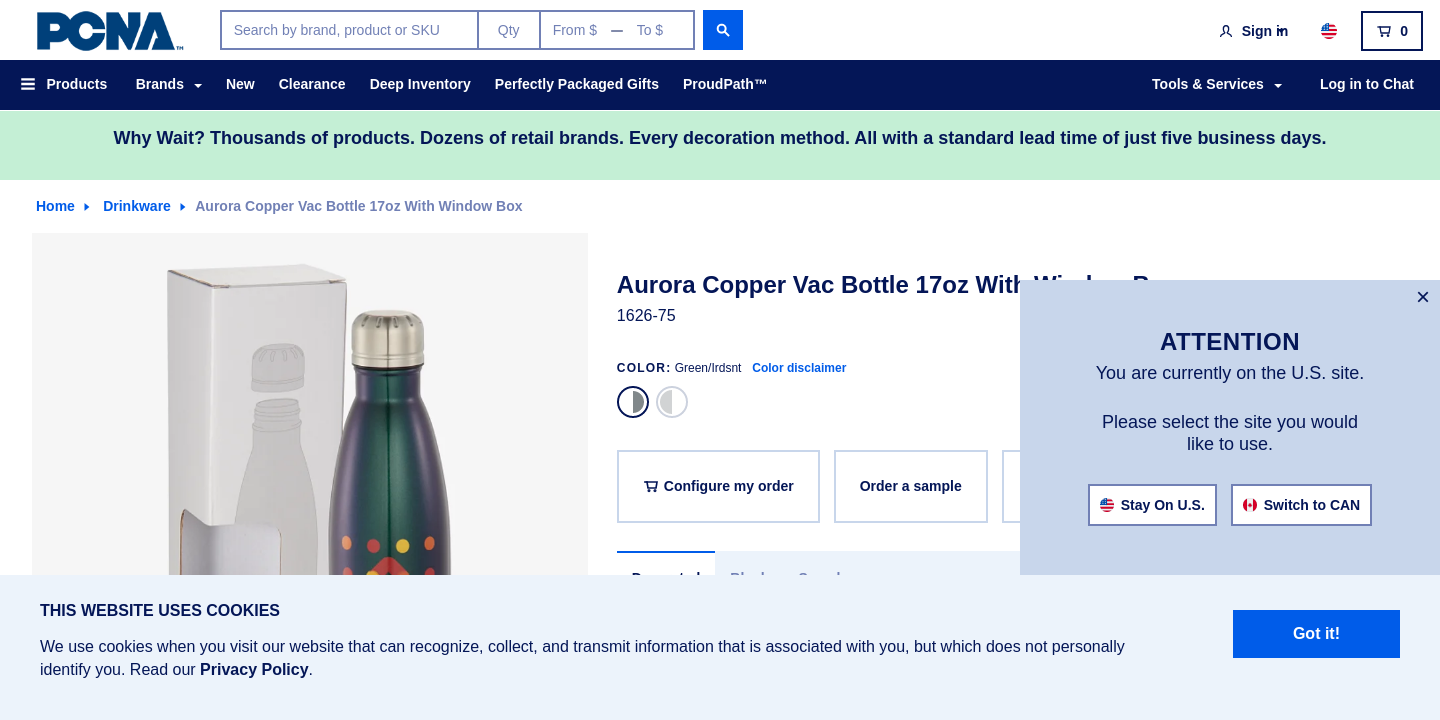 PCNA™
Search by brand, product or SKU
Qty
From $ — To $
Sign in
0
Products
Brands
New
Clearance
Deep Inventory
Perfectly Packaged Gifts
ProudPath™
Tools & Services
Log in to Chat
Why Wait? Thousands of products. Dozens of retail brands. Every decoration method. All with a standard lead time of just five business days.
Home
Drinkware
Aurora Copper Vac Bottle 17oz With Window Box
Aurora Copper Vac Bottle 17oz With
1626-75
COLOR: Green/Irdsnt Color disclaimer
Configure my order
Order a sample
×
ATTENTION
You are currently on the U.S. site.
Please select the site you would
like to use.
Stay On U.S.
Switch to CAN
THIS WEBSITE USES COOKIES
We use cookies when you visit our website that can recognize, collect, and transmit information that is associated with you, but which does not personally
identify you. Read our Privacy Policy.
Got it!